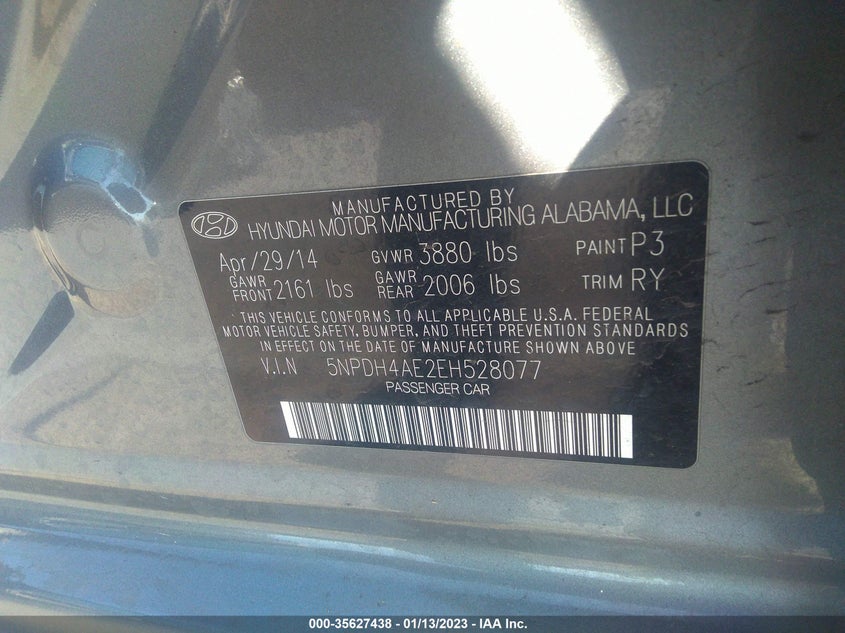 MANUFACTURED BY
HYUNDAI MOTOR MANUFACTURING ALABAMA, LLC
Apr/29/14 GVWR 3880 lbs PAINT P3
GAWR FRONT 2161 lbs GAWR REAR 2006 lbs TRIM RY
THIS VEHICLE CONFORMS TO ALL APPLICABLE U.S.A. FEDERAL
MOTOR VEHICLE SAFETY, BUMPER, AND THEFT PREVENTION STANDARDS
IN EFFECT ON THE DATE OF MANUFACTURE SHOWN ABOVE
V.I.N 5NPDH4AE2EH528077
PASSENGER CAR
000-35627438 - 01/13/2023 - IAA Inc.